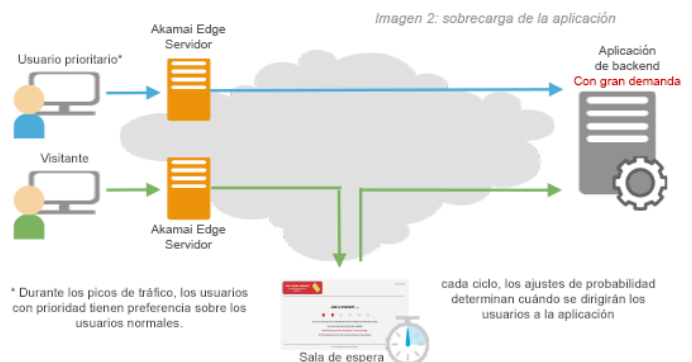 Imagen 2: sobrecarga de la aplicación
Akamai Edge
Servidor
Usuario prioritario*
Aplicación
de backend
Con gran demanda
Visitante
Akamai Edge
Servidor
* Durante los picos de tráfico, los usuarios
con prioridad tienen preferencia sobre los
usuarios normales.
cada ciclo, los ajustes de probabilidad
determinan cuándo se dirigirán los
usuarios a la aplicación
Sala de espera